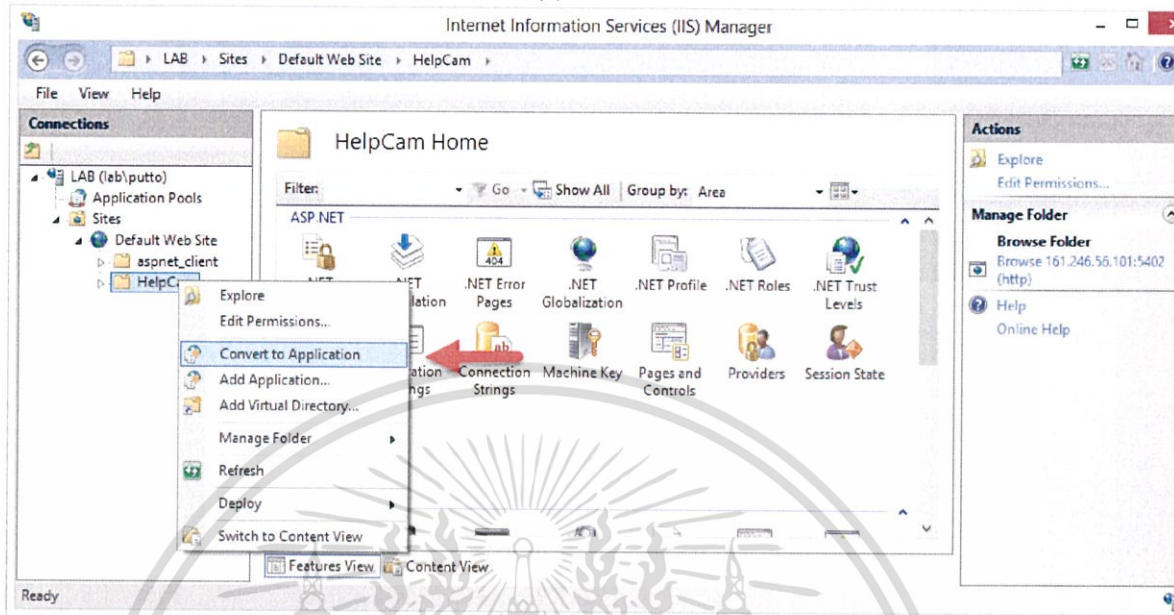 Internet Information Services (IIS) Manager
LAB Sites Default Web Site HelpCam
File View Help
Connections
LAB (lab\putto)
Application Pools
Sites
Default Web Site
aspnet_client
HelpCa
Explore
Edit Permissions...
Convert to Application
Add Application...
Add Virtual Directory...
Manage Folder
Refresh
Deploy
Switch to Content View
HelpCam Home
Filter: Go Show All Group by: Area
ASP.NET
.NET Error Pages
.NET Globalization
.NET Profile
.NET Roles
.NET Trust Levels
Connection Strings
Machine Key
Pages and Controls
Providers
Session State
Features View Content View
Actions
Explore
Edit Permissions...
Manage Folder
Browse Folder
Browse 161.246.56.101:5402
(http)
Help
Online Help
Ready